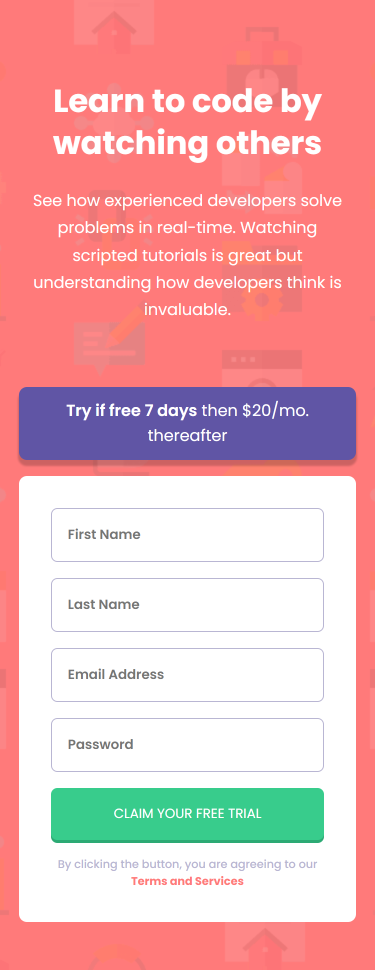 Learn to code by
watching others
See how experienced developers solve
problems in real-time. Watching
scripted tutorials is great but
understanding how developers think is
invaluable.
Try if free 7 days then $20/mo.
thereafter
First Name
Last Name
Email Address
Password
CLAIM YOUR FREE TRIAL
By clicking the button, you are agreeing to our
Terms and Services